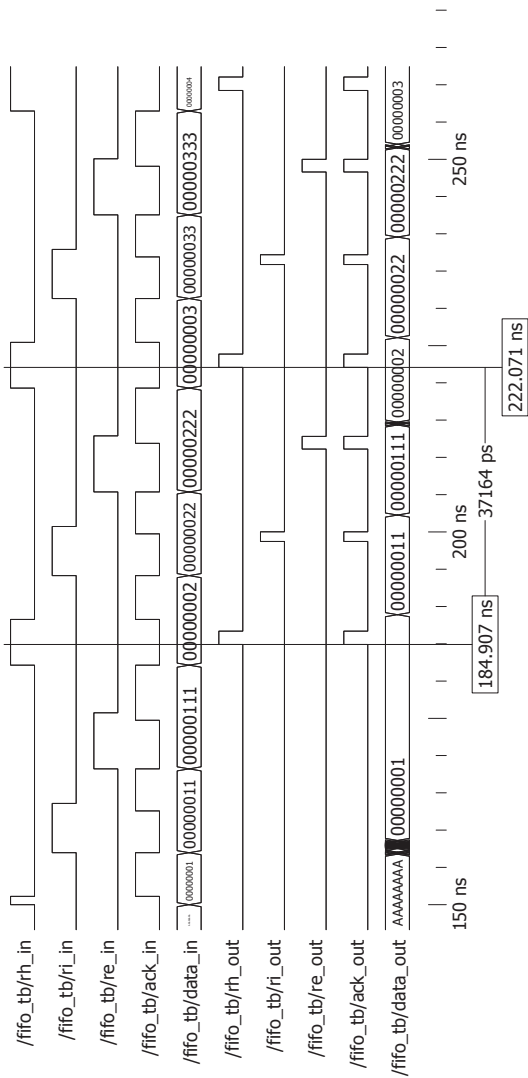 /fifo_tb/rh_in
/fifo_tb/ri_in
/fifo_tb/re_in
/fifo_tb/ack_in
/fifo_tb/data_in
00000001
00000011
00000111
00000002
00000022
00000222
00000003
00000033
00000333
00000004
/fifo_tb/rh_out
/fifo_tb/ri_out
/fifo_tb/re_out
/fifo_tb/ack_out
/fifo_tb/data_out
AAAAAAAA
00000001
00000011
00000111
00000002
00000022
00000222
00000003
150 ns
200 ns
250 ns
184.907 ns
37164 ps
222.071 ns